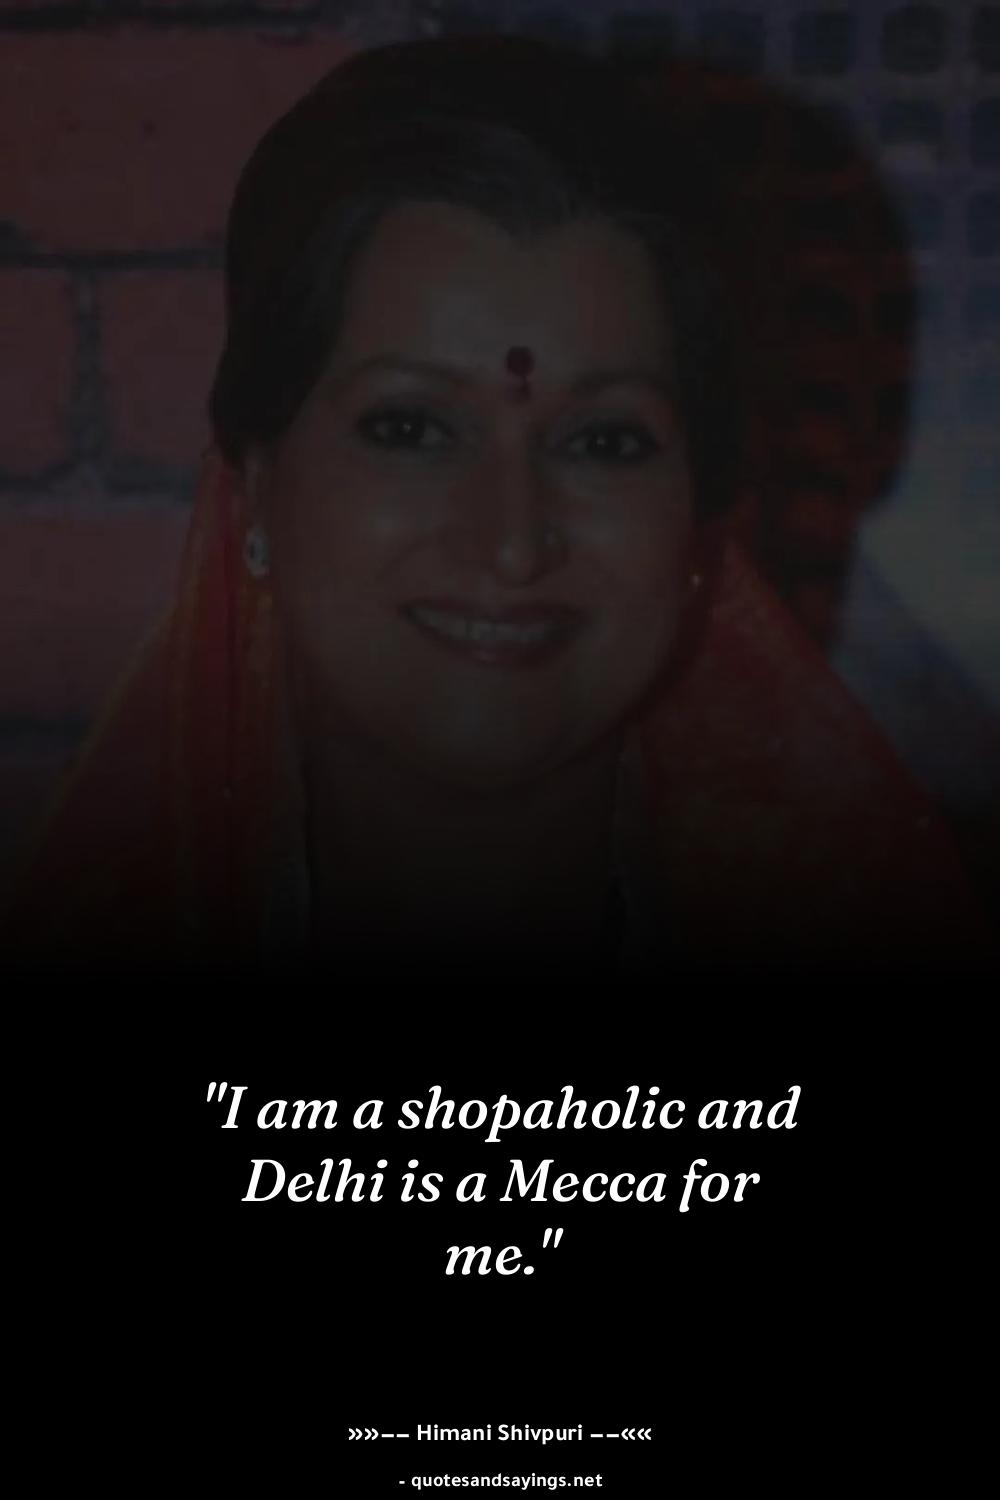 "I am a shopaholic and
Delhi is a Mecca for
me."
»»−− Himani Shivpuri −−««
- quotesandsayings.net